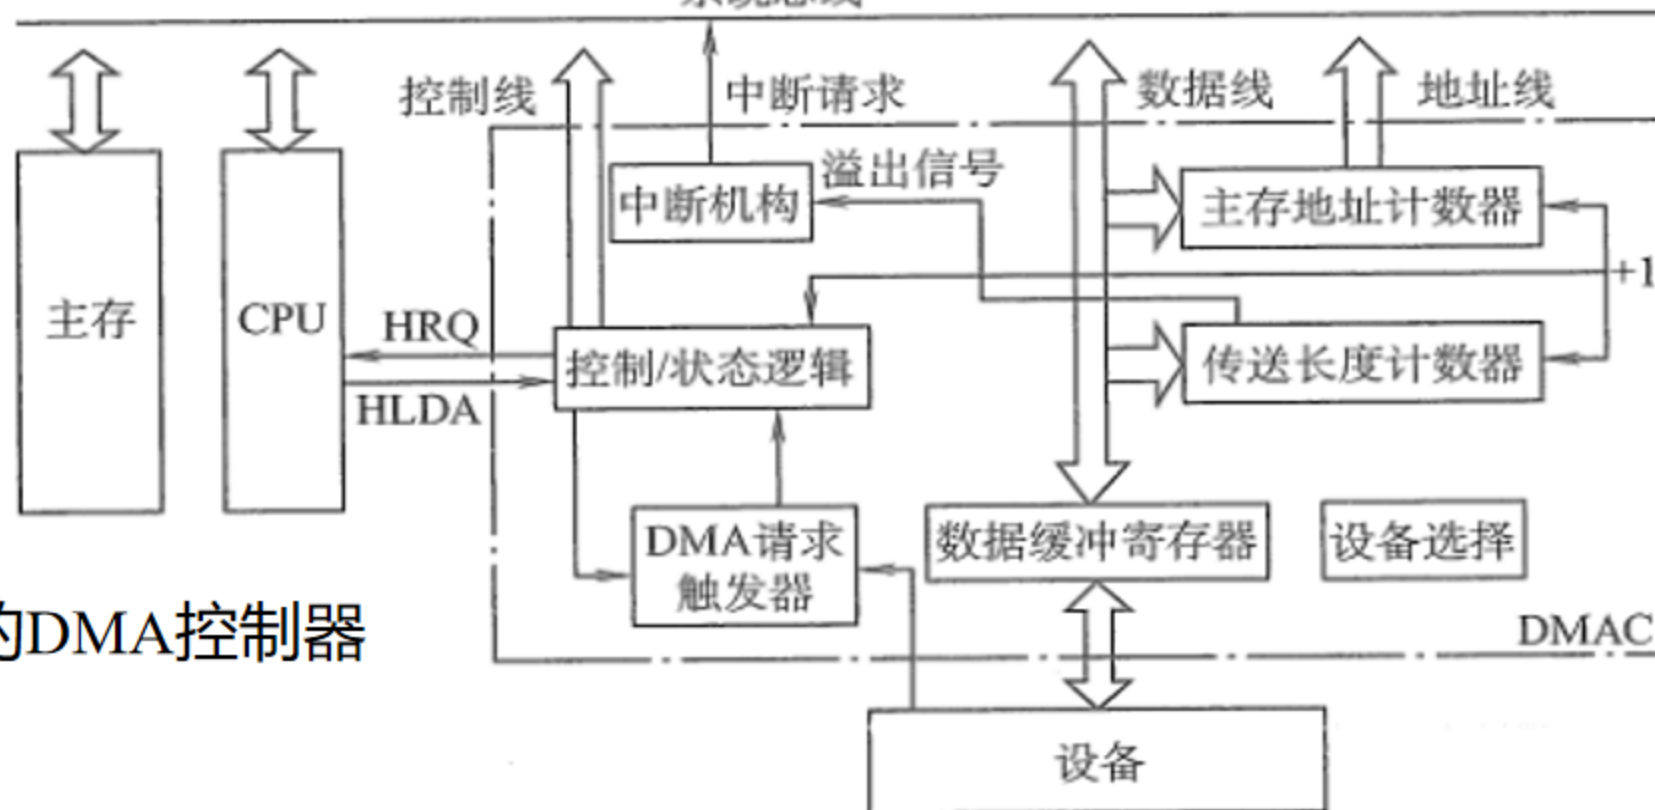 控制线
中断请求
数据线
地址线
溢出信号
中断机构
主存地址计数器
+1
主存
CPU
HRQ
控制/状态逻辑
传送长度计数器
HLDA
DMA请求
触发器
数据缓冲寄存器
设备选择
DMA控制器
DMAC
设备